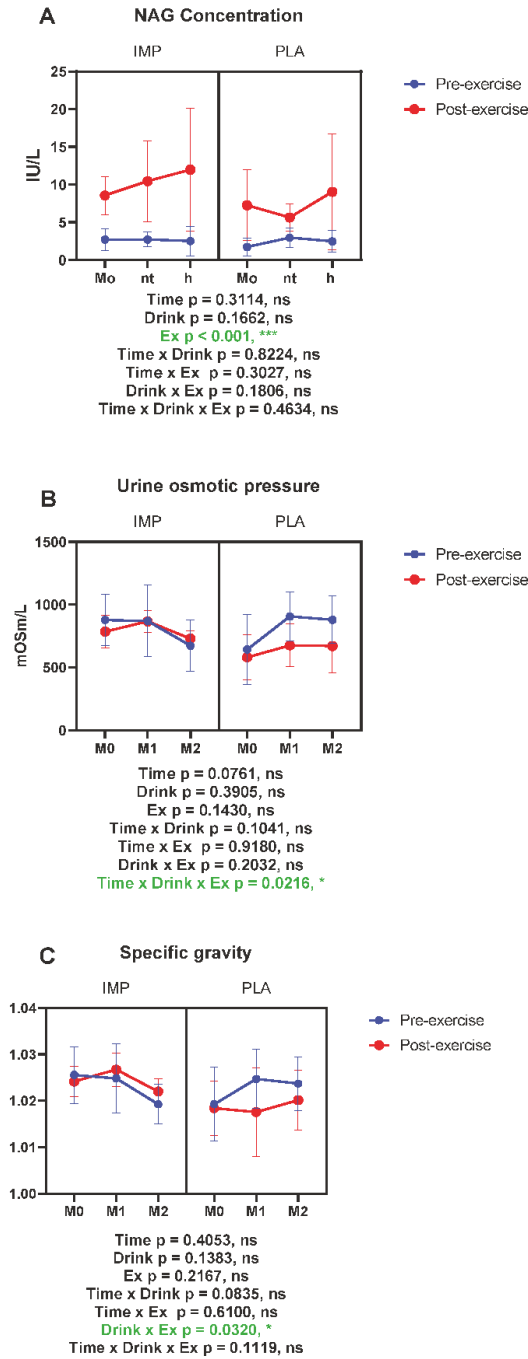 A
NAG Concentration
IMP
PLA
25
20
15
10
5
0
IU/L
Mo nt h Mo nt h
Pre-exercise
Post-exercise
Time p = 0.3114, ns
Drink p = 0.1662, ns
Ex p < 0.001, ***
Time x Drink p = 0.8224, ns
Time x Ex p = 0.3027, ns
Drink x Ex p = 0.1806, ns
Time x Drink x Ex p = 0.4634, ns
B
Urine osmotic pressure
IMP
PLA
1500
1000
500
0
mOSm/L
M0 M1 M2 M0 M1 M2
Pre-exercise
Post-exercise
Time p = 0.0761, ns
Drink p = 0.3905, ns
Ex p = 0.1430, ns
Time x Drink p = 0.1041, ns
Time x Ex p = 0.9180, ns
Drink x Ex p = 0.2032, ns
Time x Drink x Ex p = 0.0216, *
C
Specific gravity
IMP
PLA
1.04
1.03
1.02
1.01
1.00
M0 M1 M2 M0 M1 M2
Pre-exercise
Post-exercise
Time p = 0.4053, ns
Drink p = 0.1383, ns
Ex p = 0.2167, ns
Time x Drink p = 0.0835, ns
Time x Ex p = 0.6100, ns
Drink x Ex p = 0.0320, *
Time x Drink x Ex p = 0.1119, ns